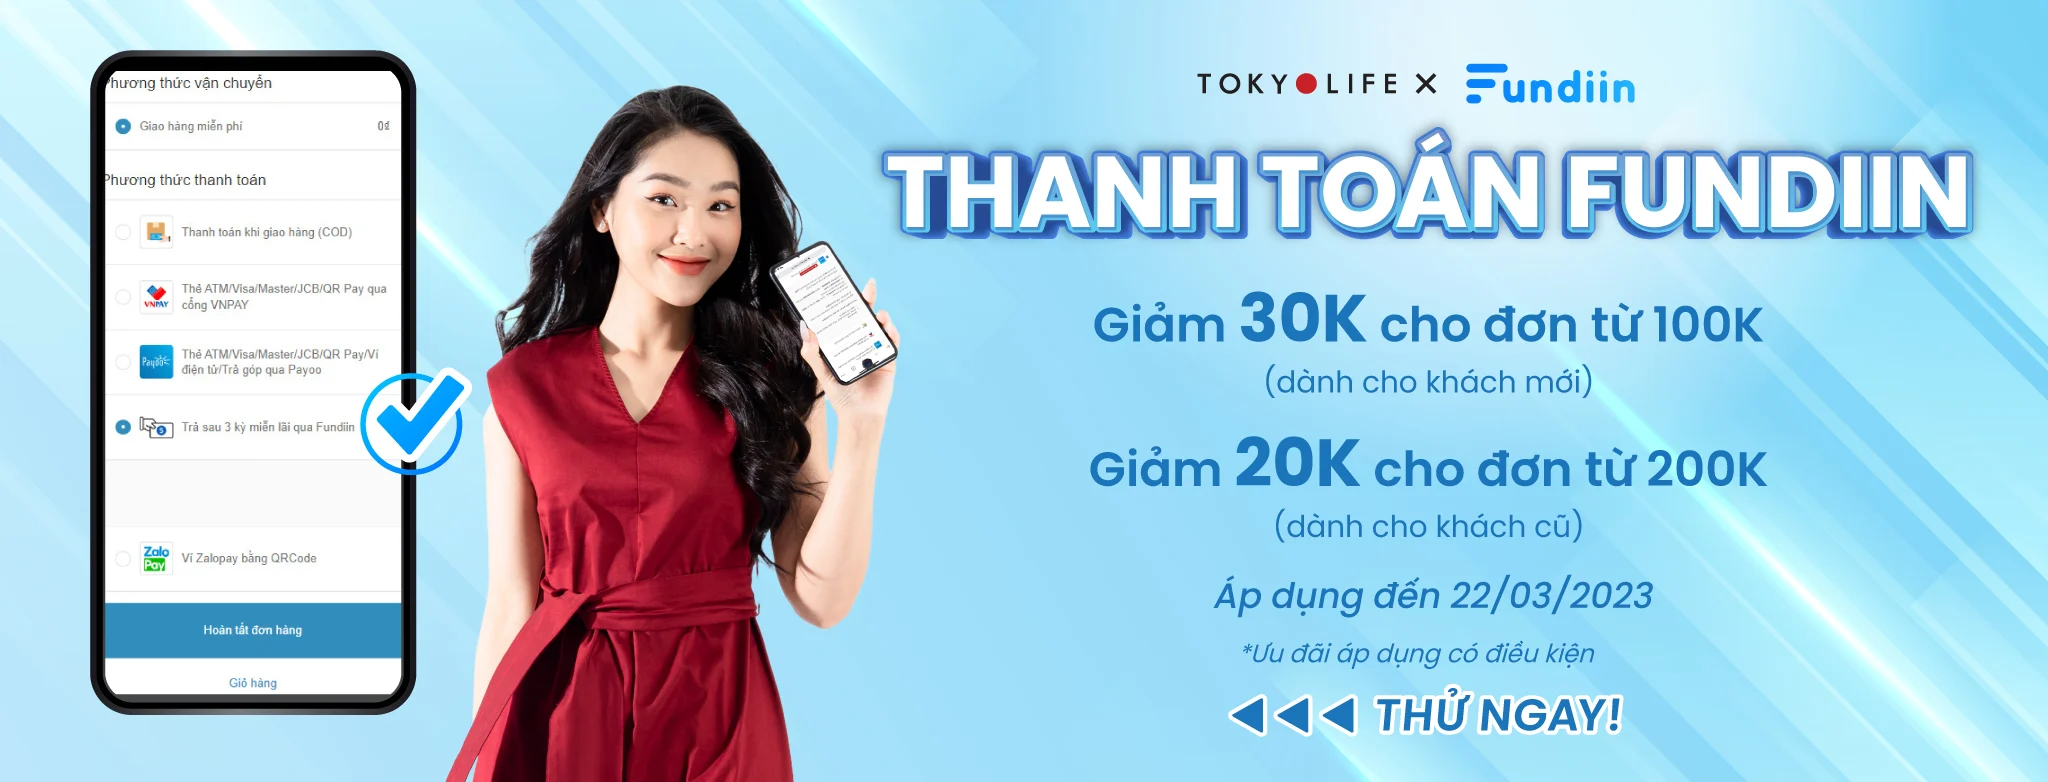 Phương thức vận chuyển
Giao hàng miễn phí 0₫
Phương thức thanh toán
Thanh toán khi giao hàng (COD)
VNPAY
Thẻ ATM/Visa/Master/JCB/QR Pay qua
cổng VNPAY
Payoo
Thẻ ATM/Visa/Master/JCB/QR Pay/Ví
điện tử/Trả góp qua Payoo
Trả sau 3 kỳ miễn lãi qua Fundiin
Zalo
Pay
Ví Zalopay bằng QRCode
Hoàn tất đơn hàng
Giỏ hàng
TOKYOLIFE X Fundiin
THANH TOÁN FUNDIIN
Giảm 30K cho đơn từ 100K
(dành cho khách mới)
Giảm 20K cho đơn từ 200K
(dành cho khách cũ)
Áp dụng đến 22/03/2023
*Ưu đãi áp dụng có điều kiện
THỬ NGAY!